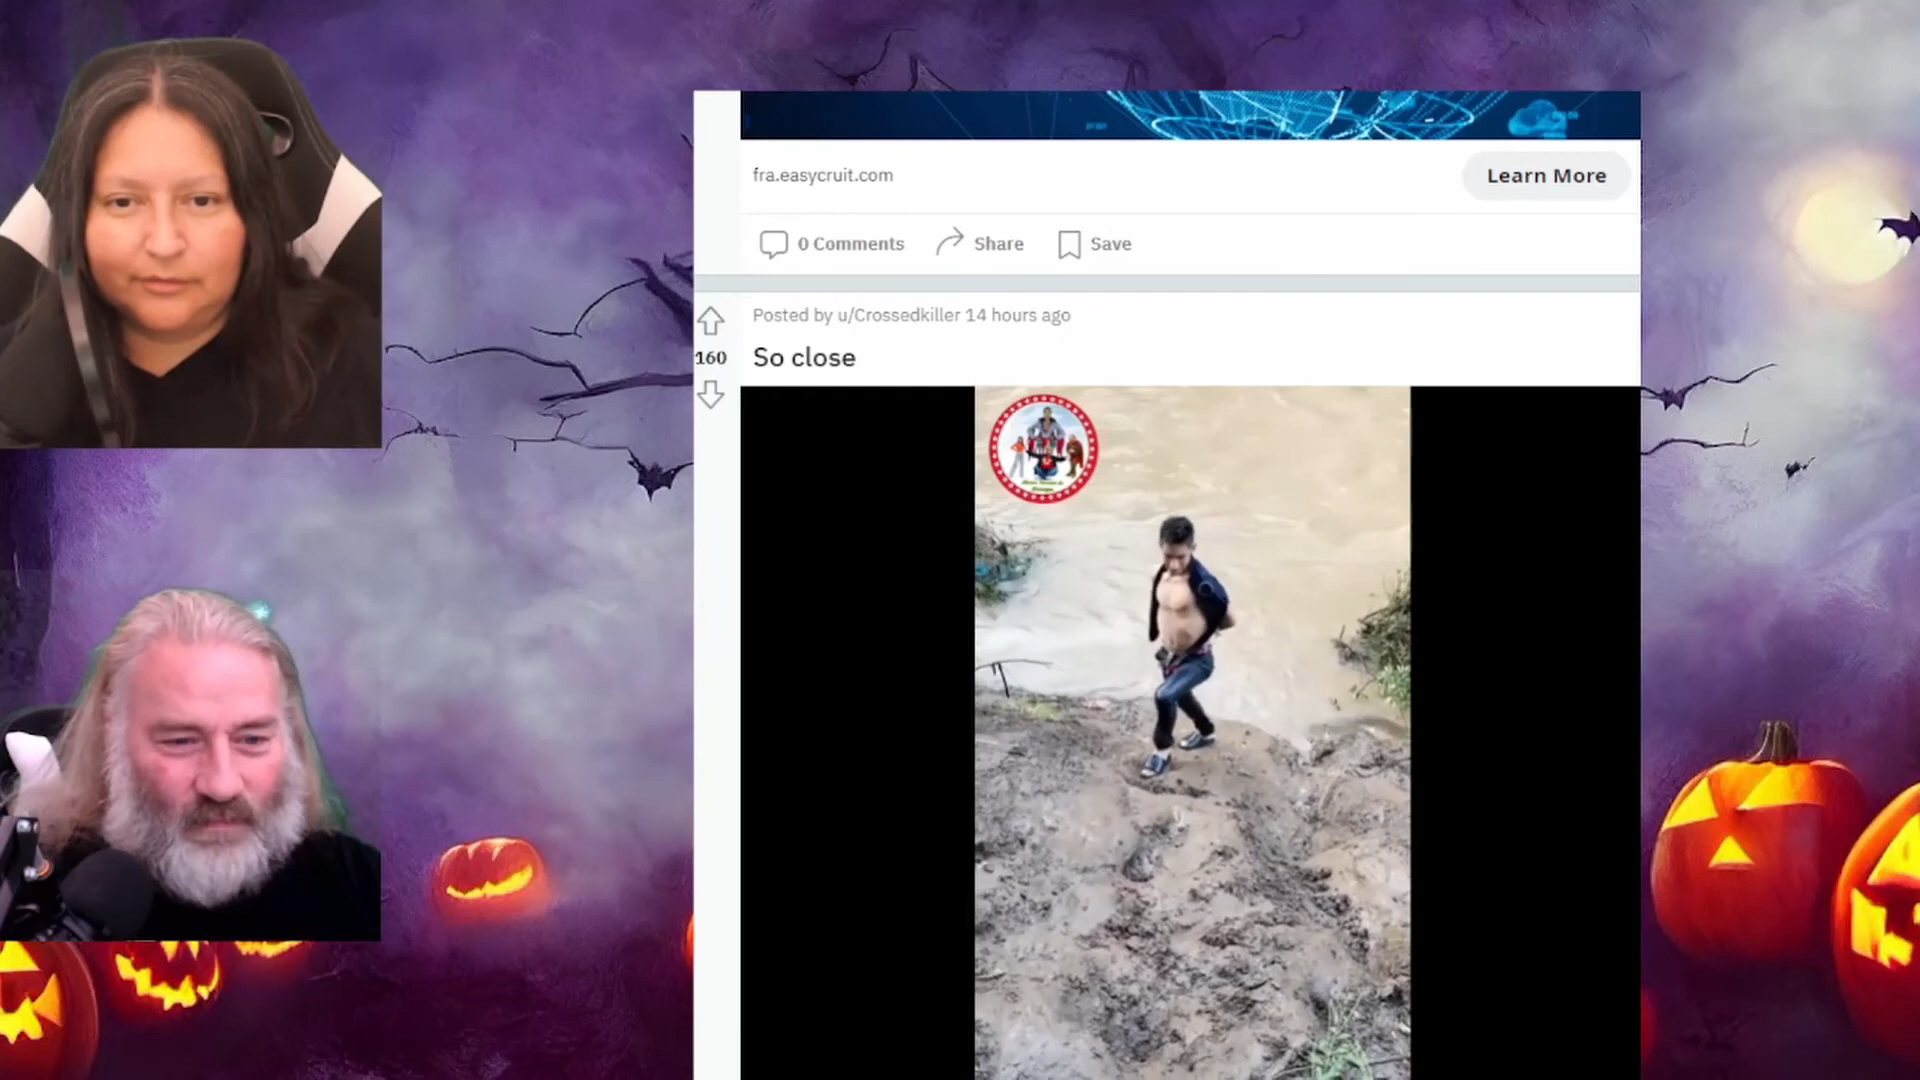 fra.easycruit.com
Learn More
0 Comments
Share
Save
Posted by u/Crossedkiller 14 hours ago
160
So close